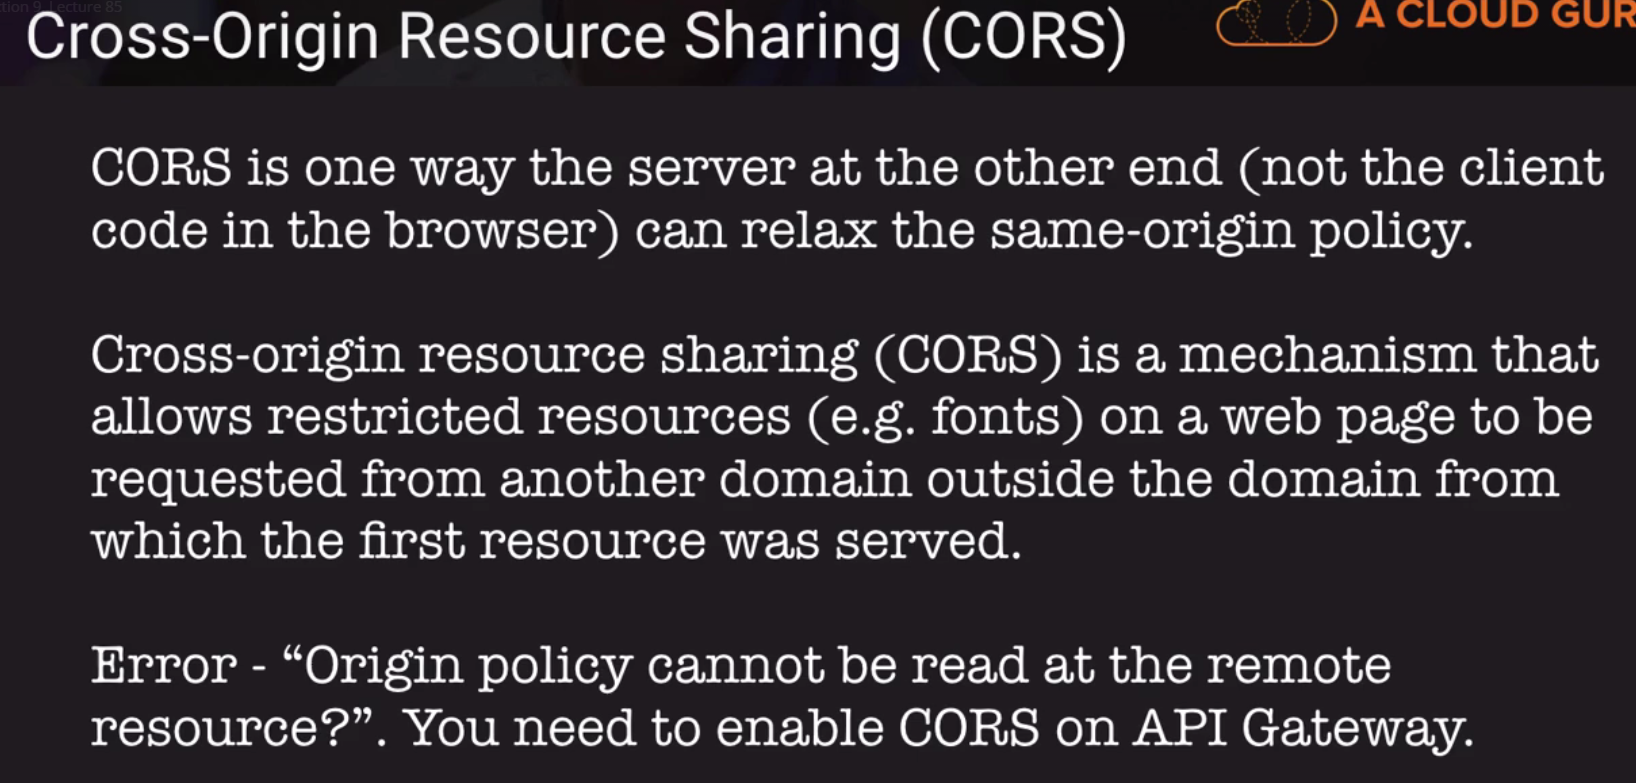 Lecture 85
Cross-Origin Resource Sharing (CORS)
A CLOUD GUR
CORS is one way the server at the other end (not the client
code in the browser) can relax the same-origin policy.
Cross-origin resource sharing (CORS) is a mechanism that
allows restricted resources (e.g. fonts) on a web page to be
requested from another domain outside the domain from
which the first resource was served.
Error - “Origin policy cannot be read at the remote
resource?”. You need to enable CORS on API Gateway.